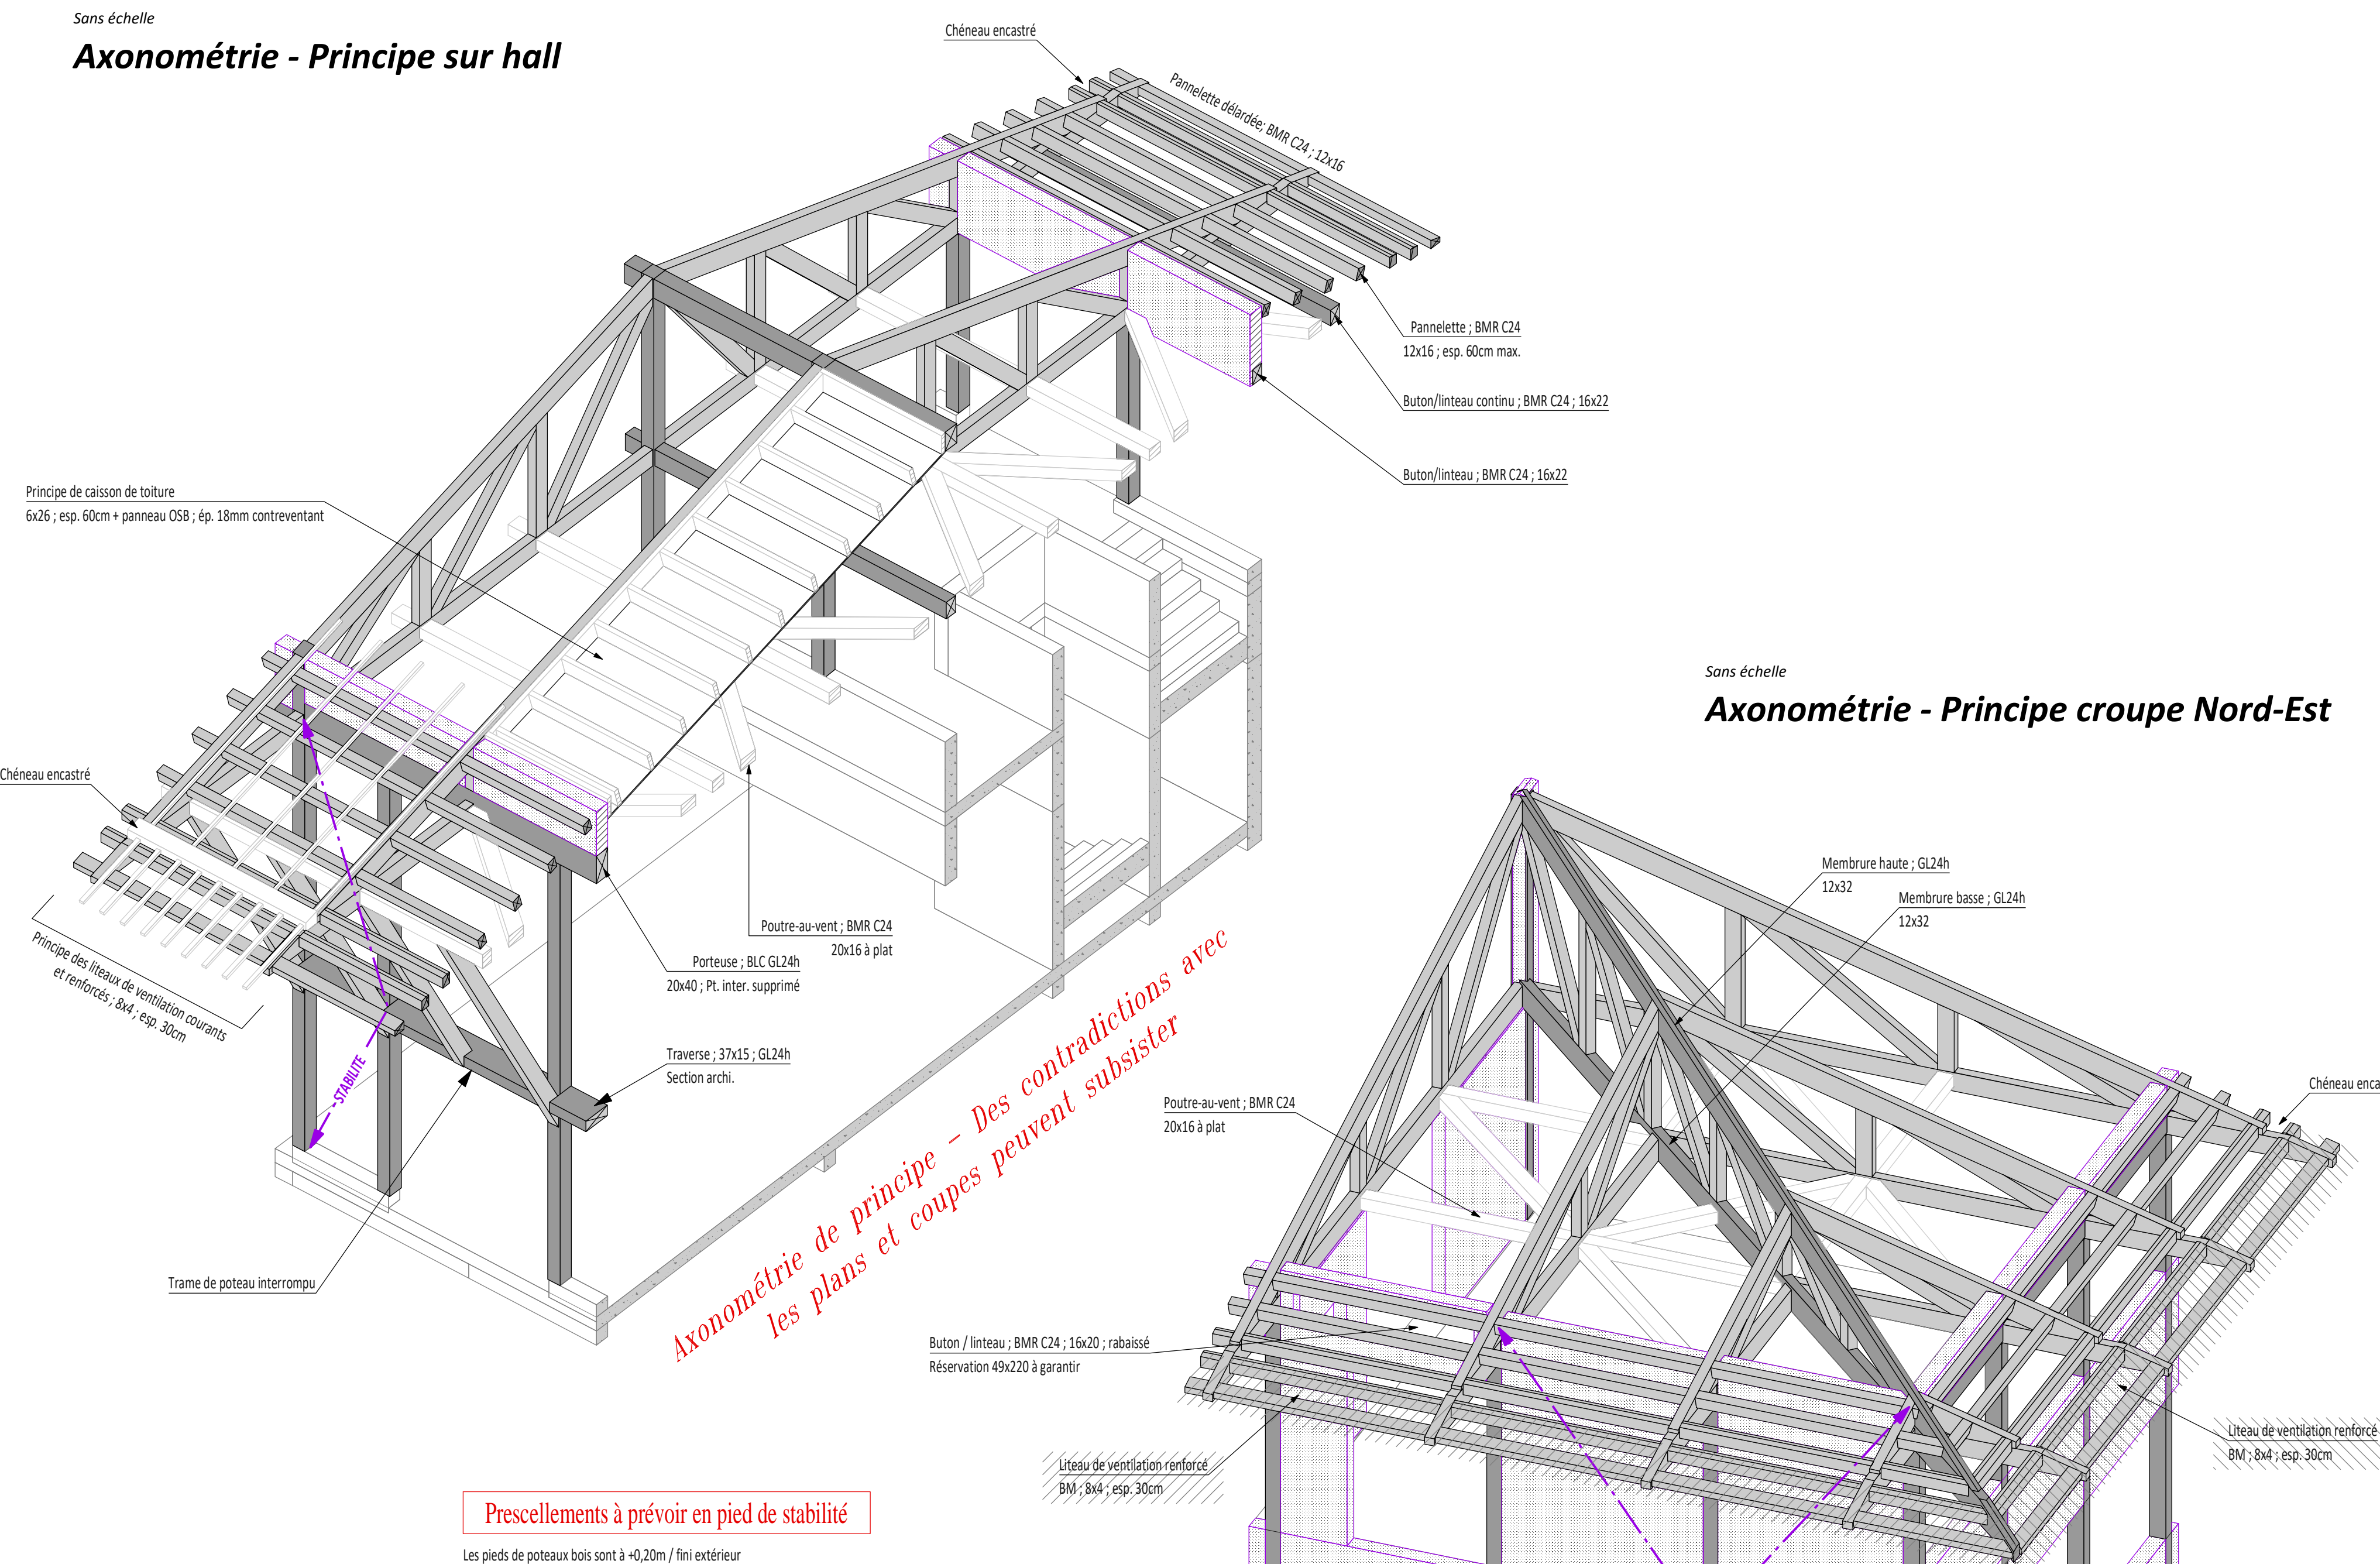 Sans échelle
Axonométrie - Principe sur hall
Chéneau encastré
Pannelette délardée; BMR C24 ; 12x16
Pannelette ; BMR C24
12x16 ; esp. 60cm max.
Buton/linteau continu ; BMR C24 ; 16x22
Buton/linteau ; BMR C24 ; 16x22
Principe de caisson de toiture
6x26 ; esp. 60cm + panneau OSB ; ép. 18mm contreventant
Chéneau encastré
Principe des liteaux de ventilation courants
et renforcés ; 8x4 ; esp. 30cm
STABILITE
Poutre-au-vent ; BMR C24
20x16 à plat
Porteuse ; BLC GL24h
20x40 ; Pt. inter. supprimé
Traverse ; 37x15 ; GL24h
Section archi.
Trame de poteau interrompu
Axonométrie de principe - Des contradictions avec
les plans et coupes peuvent subsister
Prescellements à prévoir en pied de stabilité
Les pieds de poteaux bois sont à +0,20m / fini extérieur
Sans échelle
Axonométrie - Principe croupe Nord-Est
Membrure haute ; GL24h
12x32
Membrure basse ; GL24h
12x32
Chéneau enca
Poutre-au-vent ; BMR C24
20x16 à plat
Buton / linteau ; BMR C24 ; 16x20 ; rabaissé
Réservation 49x220 à garantir
Liteau de ventilation renforcé
BM ; 8x4 ; esp. 30cm
Liteau de ventilation renforcé
BM ; 8x4 ; esp. 30cm